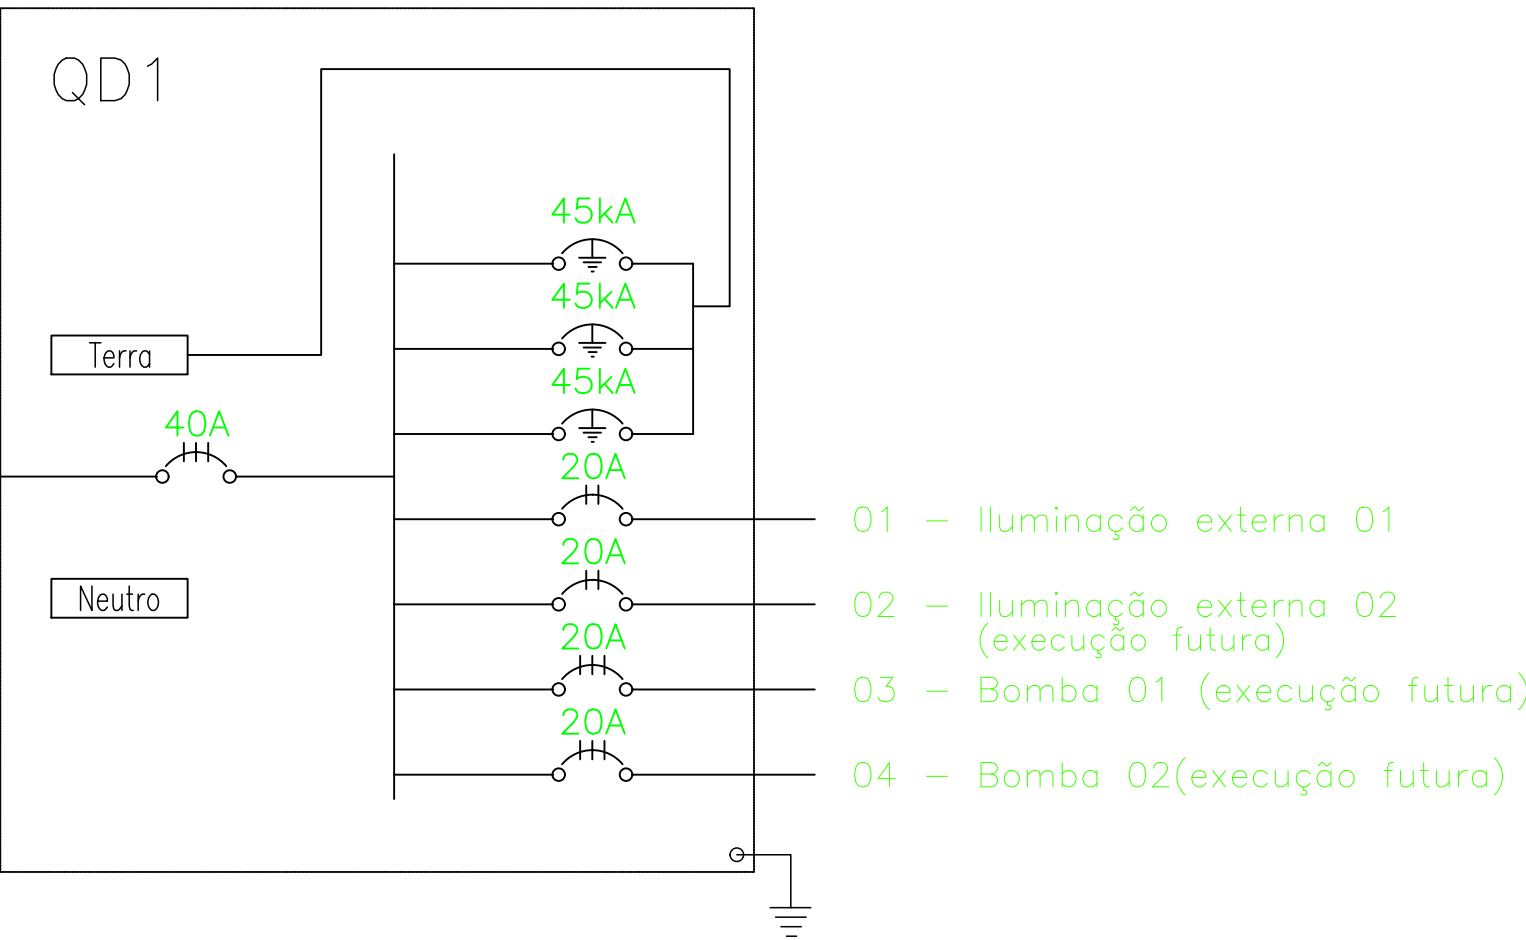 QD1
45kA
45kA
Terra
45kA
40A
20A
01 - Iluminação externa 01
20A
Neutro
02 - Iluminação externa 02
(execução futura)
20A
03 - Bomba 01 (execução futura)
20A
04 - Bomba 02(execução futura)